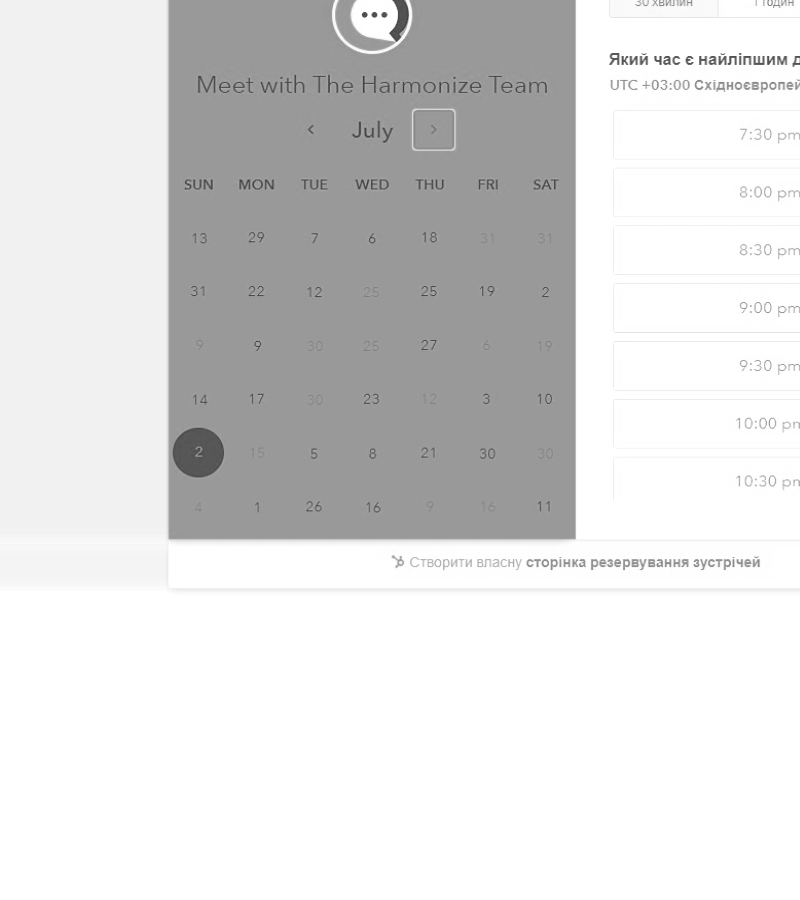 30 хвилин 1 годин
Meet with The Harmonize Team
July
SUN MON TUE WED THU FRI SAT
13 29 7 6 18 31 31
31 22 12 25 25 19 2
9 9 30 25 27 6 19
14 17 30 23 12 3 10
2 15 5 8 21 30 30
4 1 26 16 9 16 11
Який час є найліпшим
UTC +03:00
7:30 pm
8:00 pm
8:30 pm
9:00 pm
9:30 pm
10:00 pm
10:30 pm
Створити власну сторінка резервування зустрічей